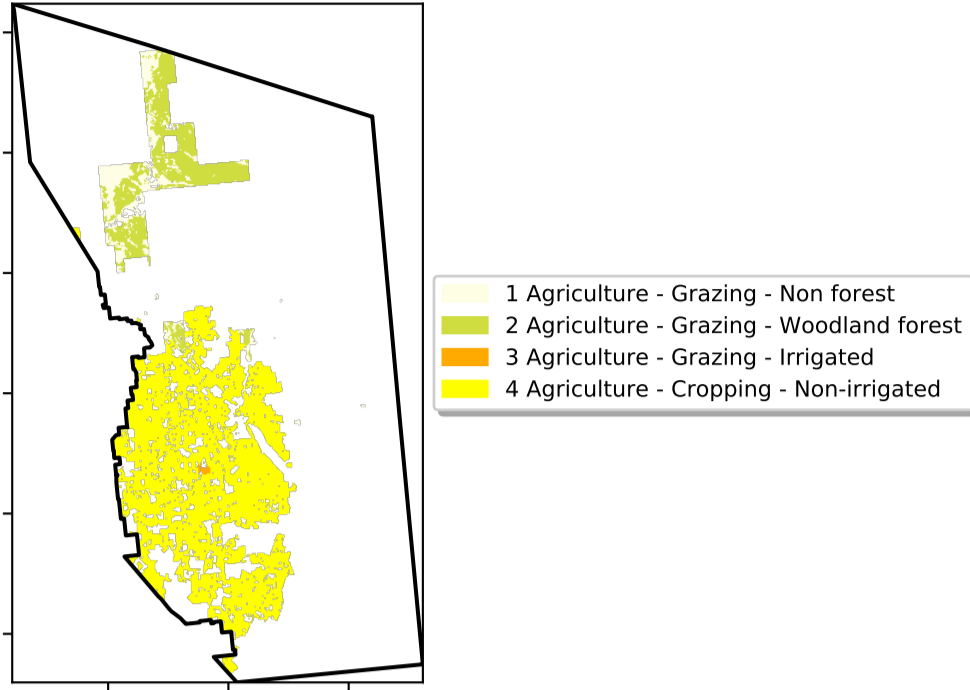 1 Agriculture - Grazing - Non forest
2 Agriculture - Grazing - Woodland forest
3 Agriculture - Grazing - Irrigated
4 Agriculture - Cropping - Non-irrigated